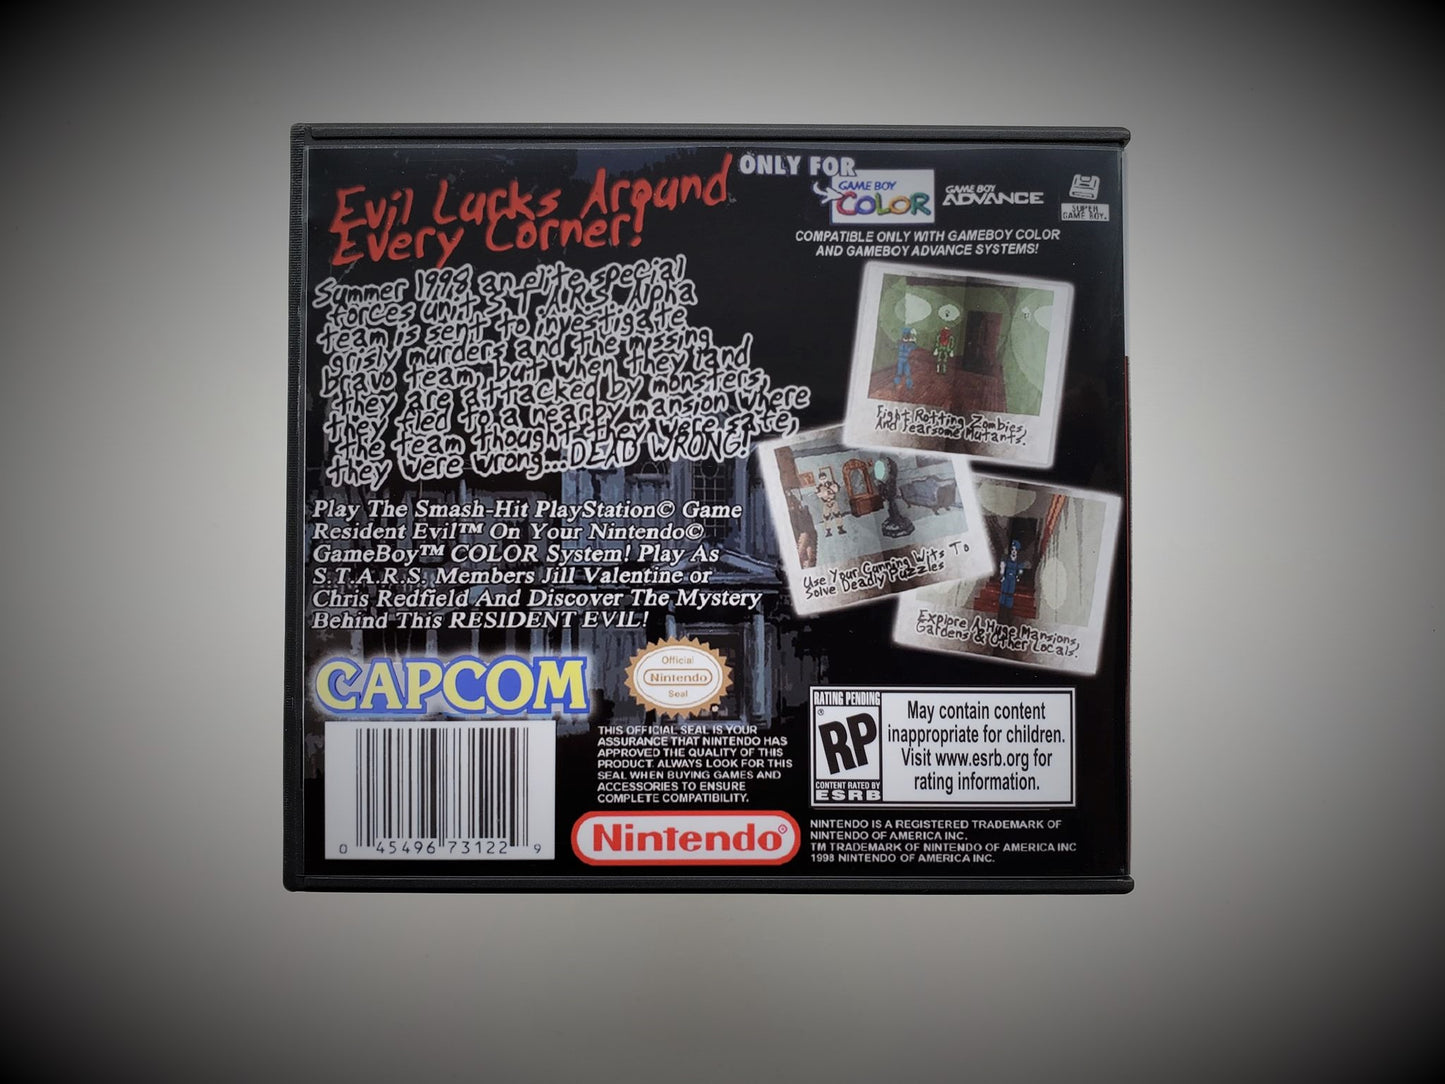 Evil Lucks Around
Every Corner!
Summer 1998 an elite special
forces unit S.T.A.R.S. Alpha
team is sent to investigate
grisly murders and the missing
bravo team, but when they land
they are attacked by monsters,
they fled to a nearby mansion where
the team thought they were safe,
they were wrong...DEAD WRONG!
Play The Smash-Hit PlayStation© Game
Resident Evil™ On Your Nintendo©
GameBoy™ COLOR System! Play As
S.T.A.R.S. Members Jill Valentine or
Chris Redfield And Discover The Mystery
Behind This RESIDENT EVIL!
CAPCOM
Official
Nintendo
Seal
THIS OFFICIAL SEAL IS YOUR
ASSURANCE THAT NINTENDO HAS
APPROVED THE QUALITY OF THIS
PRODUCT. ALWAYS LOOK FOR THIS
SEAL WHEN BUYING GAMES AND
ACCESSORIES TO ENSURE
COMPLETE COMPATIBILITY.
0 45496 73122 9
Nintendo®
ONLY FOR
GAME BOY
COLOR
GAME BOY
ADVANCE
SUPER
GAME BOY.
COMPATIBLE ONLY WITH GAMEBOY COLOR
AND GAMEBOY ADVANCE SYSTEMS!
Fight Rotting Zombies,
And Fearsome Mutants.
Use Your Cunning Wits To
Solve Deadly Puzzles
Explore A Huge Mansions,
Gardens & Other Locals.
RATING PENDING
RP
CONTENT RATED BY
ESRB
May contain content
inappropriate for children.
Visit www.esrb.org for
rating information.
NINTENDO IS A REGISTERED TRADEMARK OF
NINTENDO OF AMERICA INC.
TM TRADEMARK OF NINTENDO OF AMERICA INC
1998 NINTENDO OF AMERICA INC.